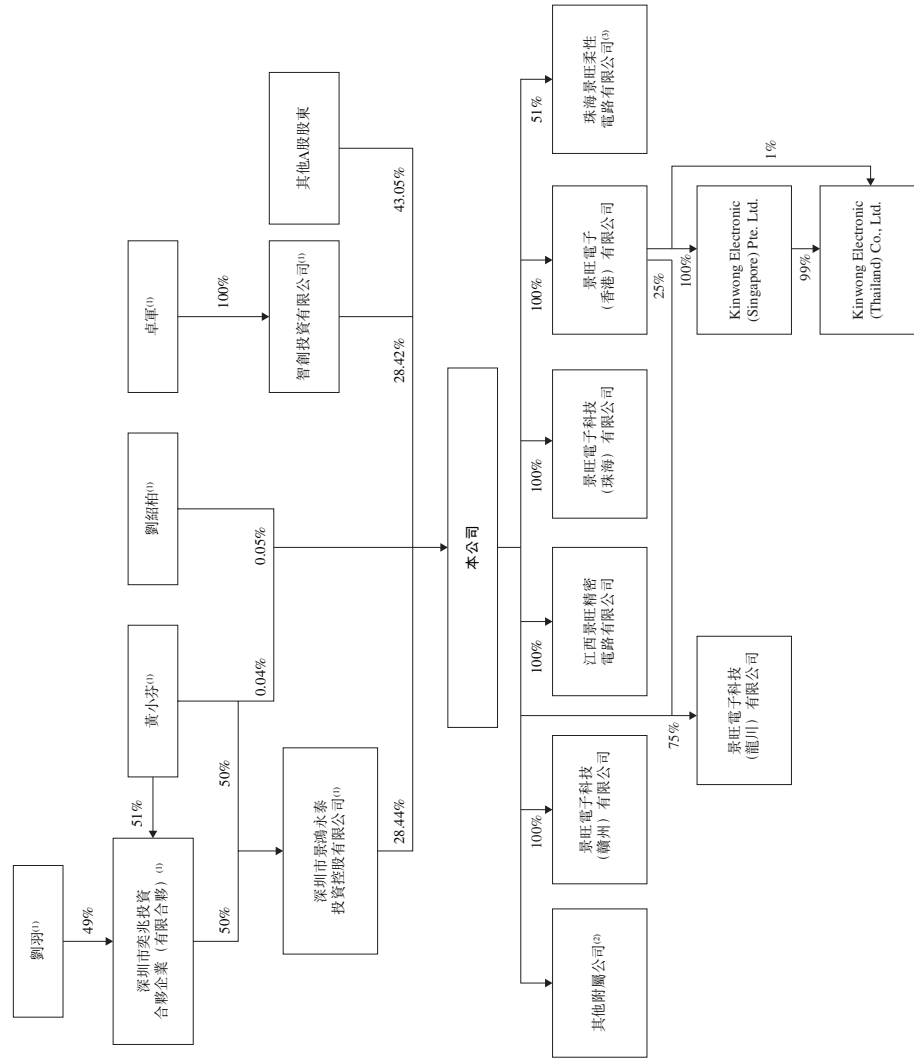 劉羽(1)
49%
深圳市奕兆投資
合夥企業（有限合夥）(1)
51%
黃小芬(1)
劉紹柏(1)
卓軍(1)
100%
智創投資有限公司(1)
其他A股股東
50%
50%
深圳市景鴻永泰
投資控股有限公司(1)
28.44%
0.04%
0.05%
28.42%
43.05%
本公司
其他附屬公司(2)
100%
景旺電子科技
（贛州）有限公司
75%
景旺電子科技
（龍川）有限公司
100%
江西景旺精密
電路有限公司
100%
景旺電子科技
（珠海）有限公司
100%
景旺電子
（香港）有限公司
51%
珠海景旺柔性
電路有限公司(3)
25%
100%
1%
Kinwong Electronic
(Singapore) Pte. Ltd.
99%
Kinwong Electronic
(Thailand) Co., Ltd.